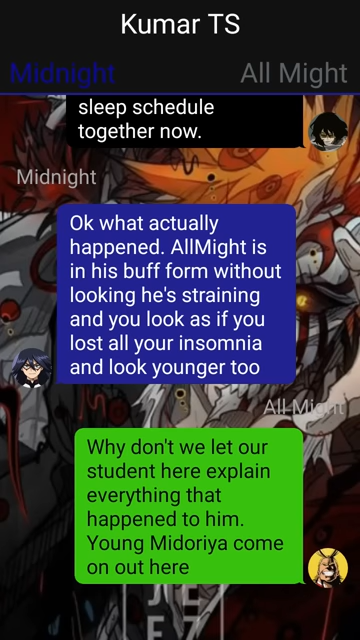 Kumar TS
Midnight
All Might
sleep schedule
together now.
Midnight
Ok what actually
happened. AllMight is
in his buff form without
looking he's straining
and you look as if you
lost all your insomnia
and look younger too
All Might
Why don't we let our
student here explain
everything that
happened to him.
Young Midoriya come
on out here